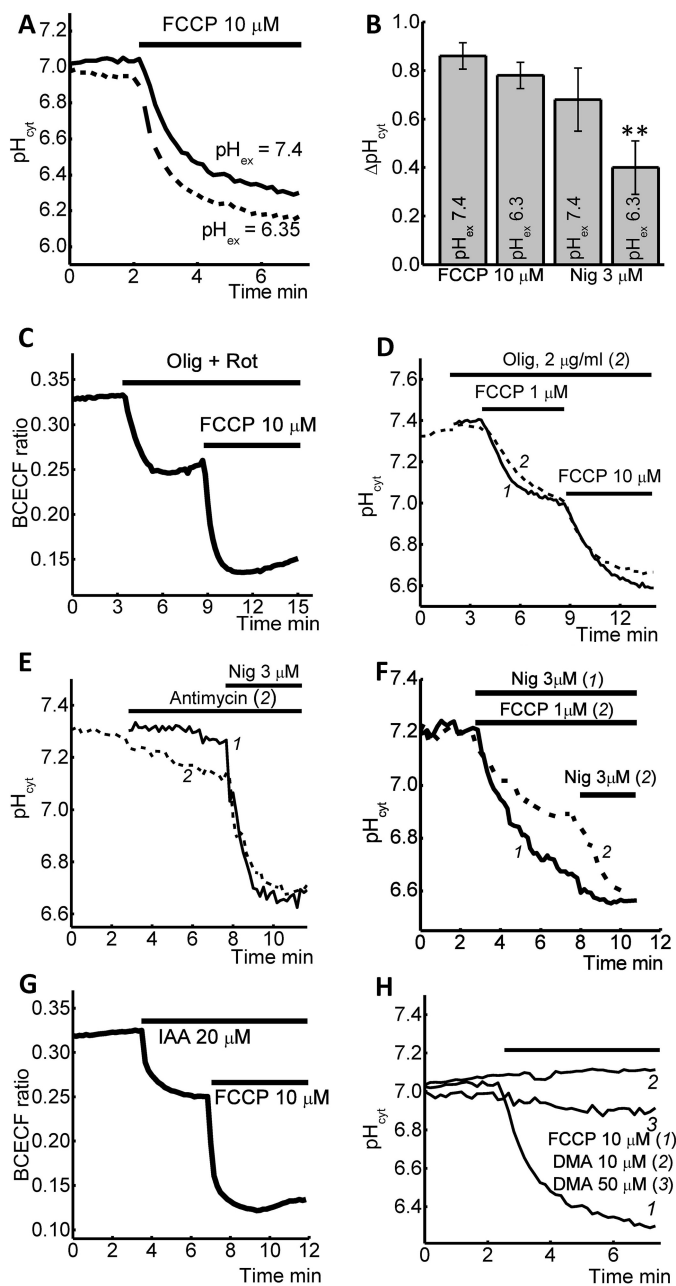 A
FCCP 10 μM
7.2
7.0
6.8
6.6
6.4
6.2
6.0
pHcyt
pHex = 7.4
pHex = 6.35
0 2 4 6
Time min
B
1.0
0.8
0.6
0.4
0.2
0.0
ΔpHcyt
**
pHex 7.4
pHex 6.3
pHex 7.4
pHex 6.3
FCCP 10 μM Nig 3 μM
C
Olig + Rot
FCCP 10 μM
0.35
0.30
0.25
0.20
0.15
BCECF ratio
0 3 6 9 12 15
Time min
D
Olig, 2 μg/ml (2)
FCCP 1 μM
FCCP 10 μM
7.6
7.4
7.2
7.0
6.8
6.6
pHcyt
2
1
0 3 6 9 12
Time min
E
Nig 3 μM
Antimycin (2)
7.4
7.2
7.0
6.8
6.6
pHcyt
1
2
0 2 4 6 8 10
Time min
F
Nig 3μM (1)
FCCP 1μM (2)
Nig 3μM (2)
7.4
7.2
7.0
6.8
6.6
pHcyt
1
2
0 2 4 6 8 10 12
Time min
G
IAA 20 μM
FCCP 10 μM
0.35
0.30
0.25
0.20
0.15
0.10
BCECF ratio
0 2 4 6 8 10 12
Time min
H
7.4
7.2
7.0
6.8
6.6
6.4
pHcyt
2
3
FCCP 10 μM (1)
DMA 10 μM (2)
DMA 50 μM (3)
1
0 2 4 6
Time min